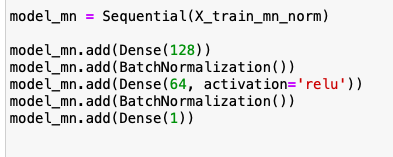 model_mn = Sequential(X_train_mn_norm)
model_mn.add(Dense(128))
model_mn.add(BatchNormalization())
model_mn.add(Dense(64, activation='relu'))
model_mn.add(BatchNormalization())
model_mn.add(Dense(1))